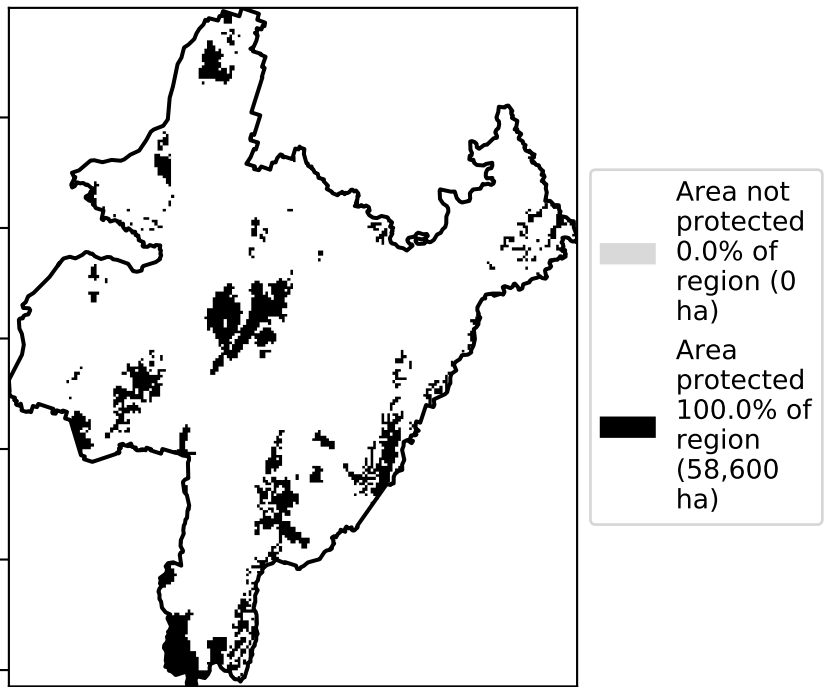 Area not
protected
0.0% of
region (0
ha)
Area
protected
100.0% of
region
(58,600
ha)